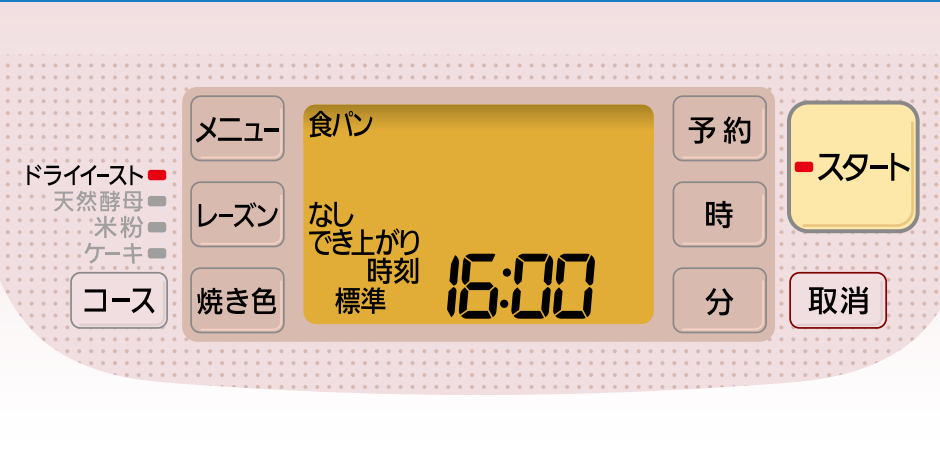 ドライイースト
天然酵母
米粉
ケーキ
コース
メニュー
レーズン
焼き色
食パン
なし
でき上がり
時刻
標準
16:00
予約
時
分
スタート
取消